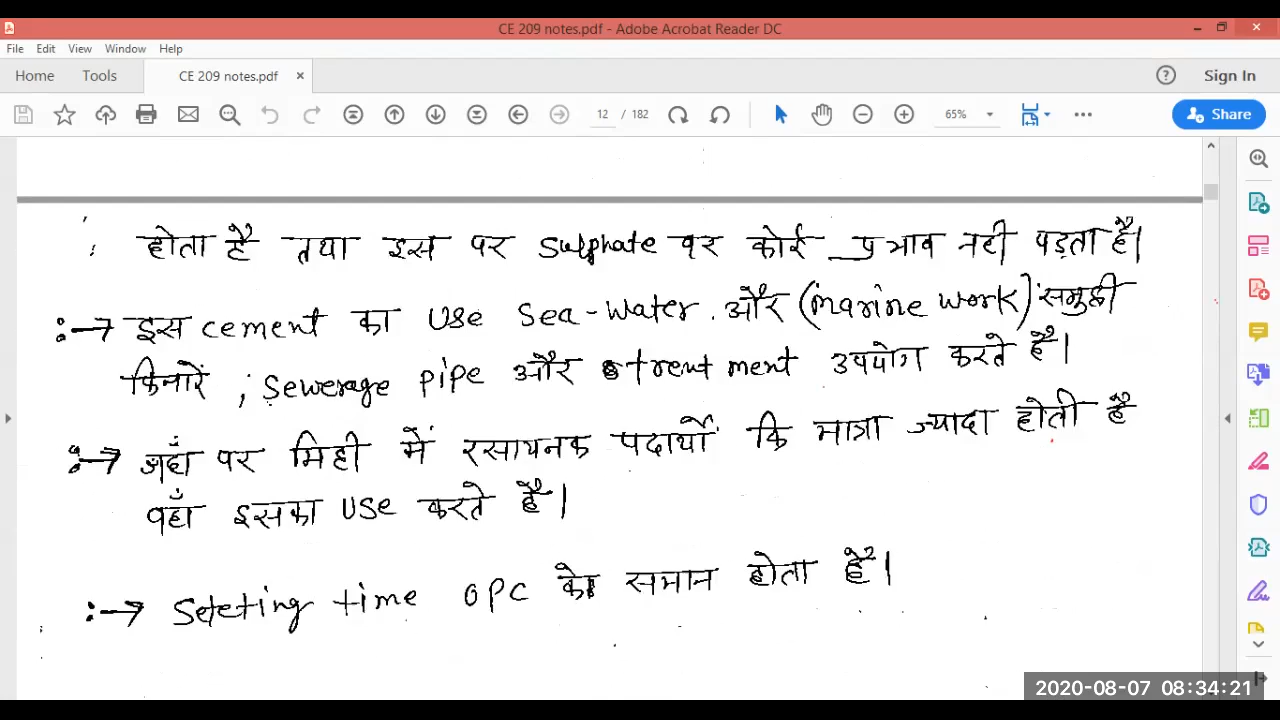 CE 209 notes.pdf - Adobe Acrobat Reader DC
File Edit View Window Help
Home Tools CE 209 notes.pdf × Sign In
12 / 182 65% Share
होता है तथा इस पर sulphate पर कोई प्रभाव नही पड़ता है।
:→ इस cement का use sea-water और (marine work) समुद्री
किनारें ; Sewerage pipe और treatment उपयोग करते है।
:→ जहाँ पर मिट्टी में रसायनक पदार्थों कि मात्रा ज्यादा होती है
वहाँ इसका use करते है।
:→ Seteting time OPC के समान होता है।
2020-08-07 08:34:21